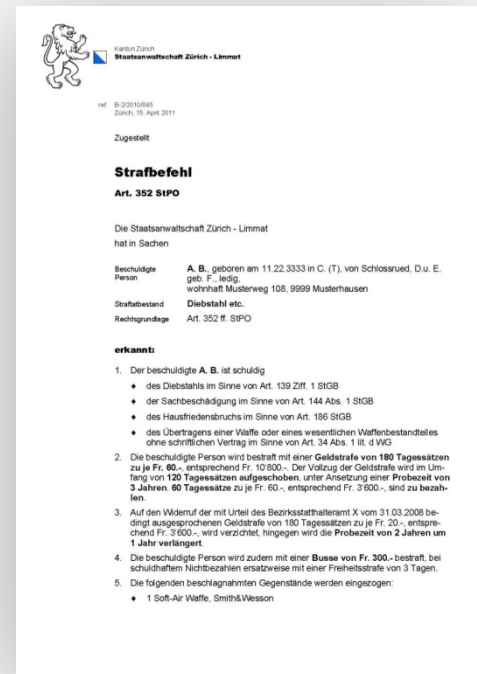 Kanton Zürich
Staatsanwaltschaft Zürich - Limmat
ref B-2/2010/845
Zürich, 15. April 2011
Zugestellt
Strafbefehl
Art. 352 StPO
Die Staatsanwaltschaft Zürich - Limmat
hat in Sachen
Beschuldigte Person A. B., geboren am 11.22.3333 in C. (T), von Schlossrued, D.u. E.
geb. F., ledig,
wohnhaft Musterweg 108, 9999 Musterhausen
Straftatbestand Diebstahl etc.
Rechtsgrundlage Art. 352 ff. StPO
erkannt:
1. Der beschuldigte A. B. ist schuldig
♦ des Diebstahls im Sinne von Art. 139 Ziff. 1 StGB
♦ der Sachbeschädigung im Sinne von Art. 144 Abs. 1 StGB
♦ des Hausfriedensbruchs im Sinne von Art. 186 StGB
♦ des Übertragens einer Waffe oder eines wesentlichen Waffenbestandteiles
ohne schriftlichen Vertrag im Sinne von Art. 34 Abs. 1 lit. d WG
2. Die beschuldigte Person wird bestraft mit einer Geldstrafe von 180 Tagessätzen
zu je Fr. 60.-, entsprechend Fr. 10'800.-. Der Vollzug der Geldstrafe wird im Um-
fang von 120 Tagessätzen aufgeschoben, unter Ansetzung einer Probezeit von
3 Jahren. 60 Tagessätze zu je Fr. 60.-, entsprechend Fr. 3'600.-, sind zu bezah-
len.
3. Auf den Widerruf der mit Urteil des Bezirksstatthalteramt X vom 31.03.2008 be-
dingt ausgesprochenen Geldstrafe von 180 Tagessätzen zu je Fr. 20.-, entspre-
chend Fr. 3'600.-, wird verzichtet, hingegen wird die Probezeit von 2 Jahren um
1 Jahr verlängert.
4. Die beschuldigte Person wird zudem mit einer Busse von Fr. 300.- bestraft, bei
schuldhaftem Nichtbezahlen ersatzweise mit einer Freiheitsstrafe von 3 Tagen.
5. Die folgenden beschlagnahmten Gegenstände werden eingezogen:
♦ 1 Soft-Air Waffe, Smith&Wesson